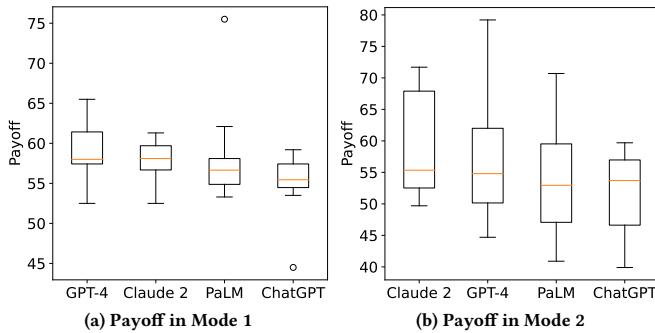 75
70
65
60
55
50
45
Payoff
GPT-4 Claude 2 PaLM ChatGPT
(a) Payoff in Mode 1
80
75
70
65
60
55
50
45
40
Payoff
Claude 2 GPT-4 PaLM ChatGPT
(b) Payoff in Mode 2